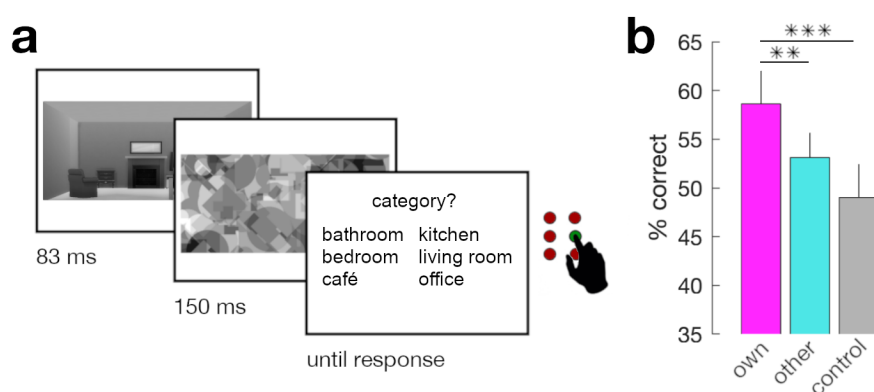 a
83 ms
150 ms
category?
bathroom kitchen
bedroom living room
café office
until response
b
***
**
65
60
55
50
45
40
35
% correct
own
other
control